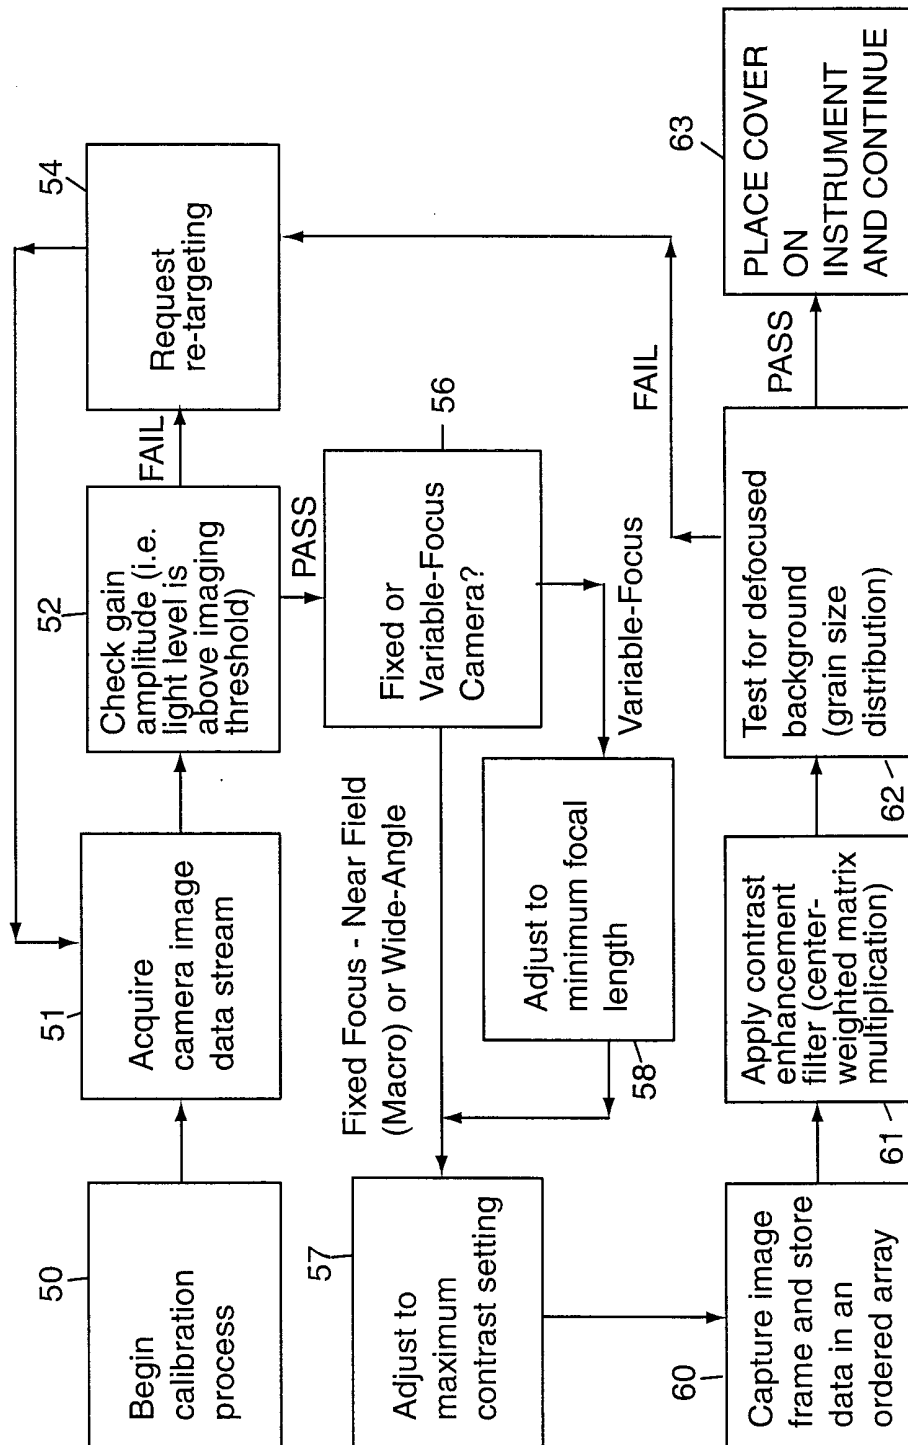 50
Begin
calibration
process
51
Acquire
camera image
data stream
52
Check gain
amplitude (i.e.
light level is
above imaging
threshold)
FAIL
54
Request
re-targeting
PASS
56
Fixed or
Variable-Focus
Camera?
Fixed Focus - Near Field
(Macro) or Wide-Angle
Variable-Focus
58
Adjust to
minimum focal
length
57
Adjust to
maximum
contrast setting
60
Capture image
frame and store
data in an
ordered array
61
Apply contrast
enhancement
filter (center-
weighted matrix
multiplication)
62
Test for defocused
background
(grain size
distribution)
FAIL
PASS
63
PLACE COVER
ON
INSTRUMENT
AND CONTINUE